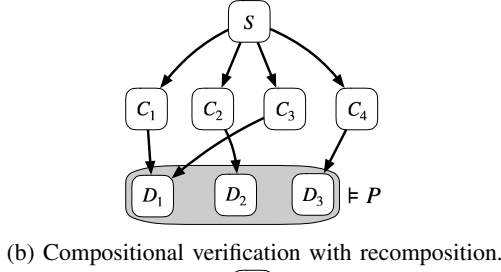 S
C₁ C₂ C₃ C₄
D₁ D₂ D₃ ⊨ P
(b) Compositional verification with recomposition.